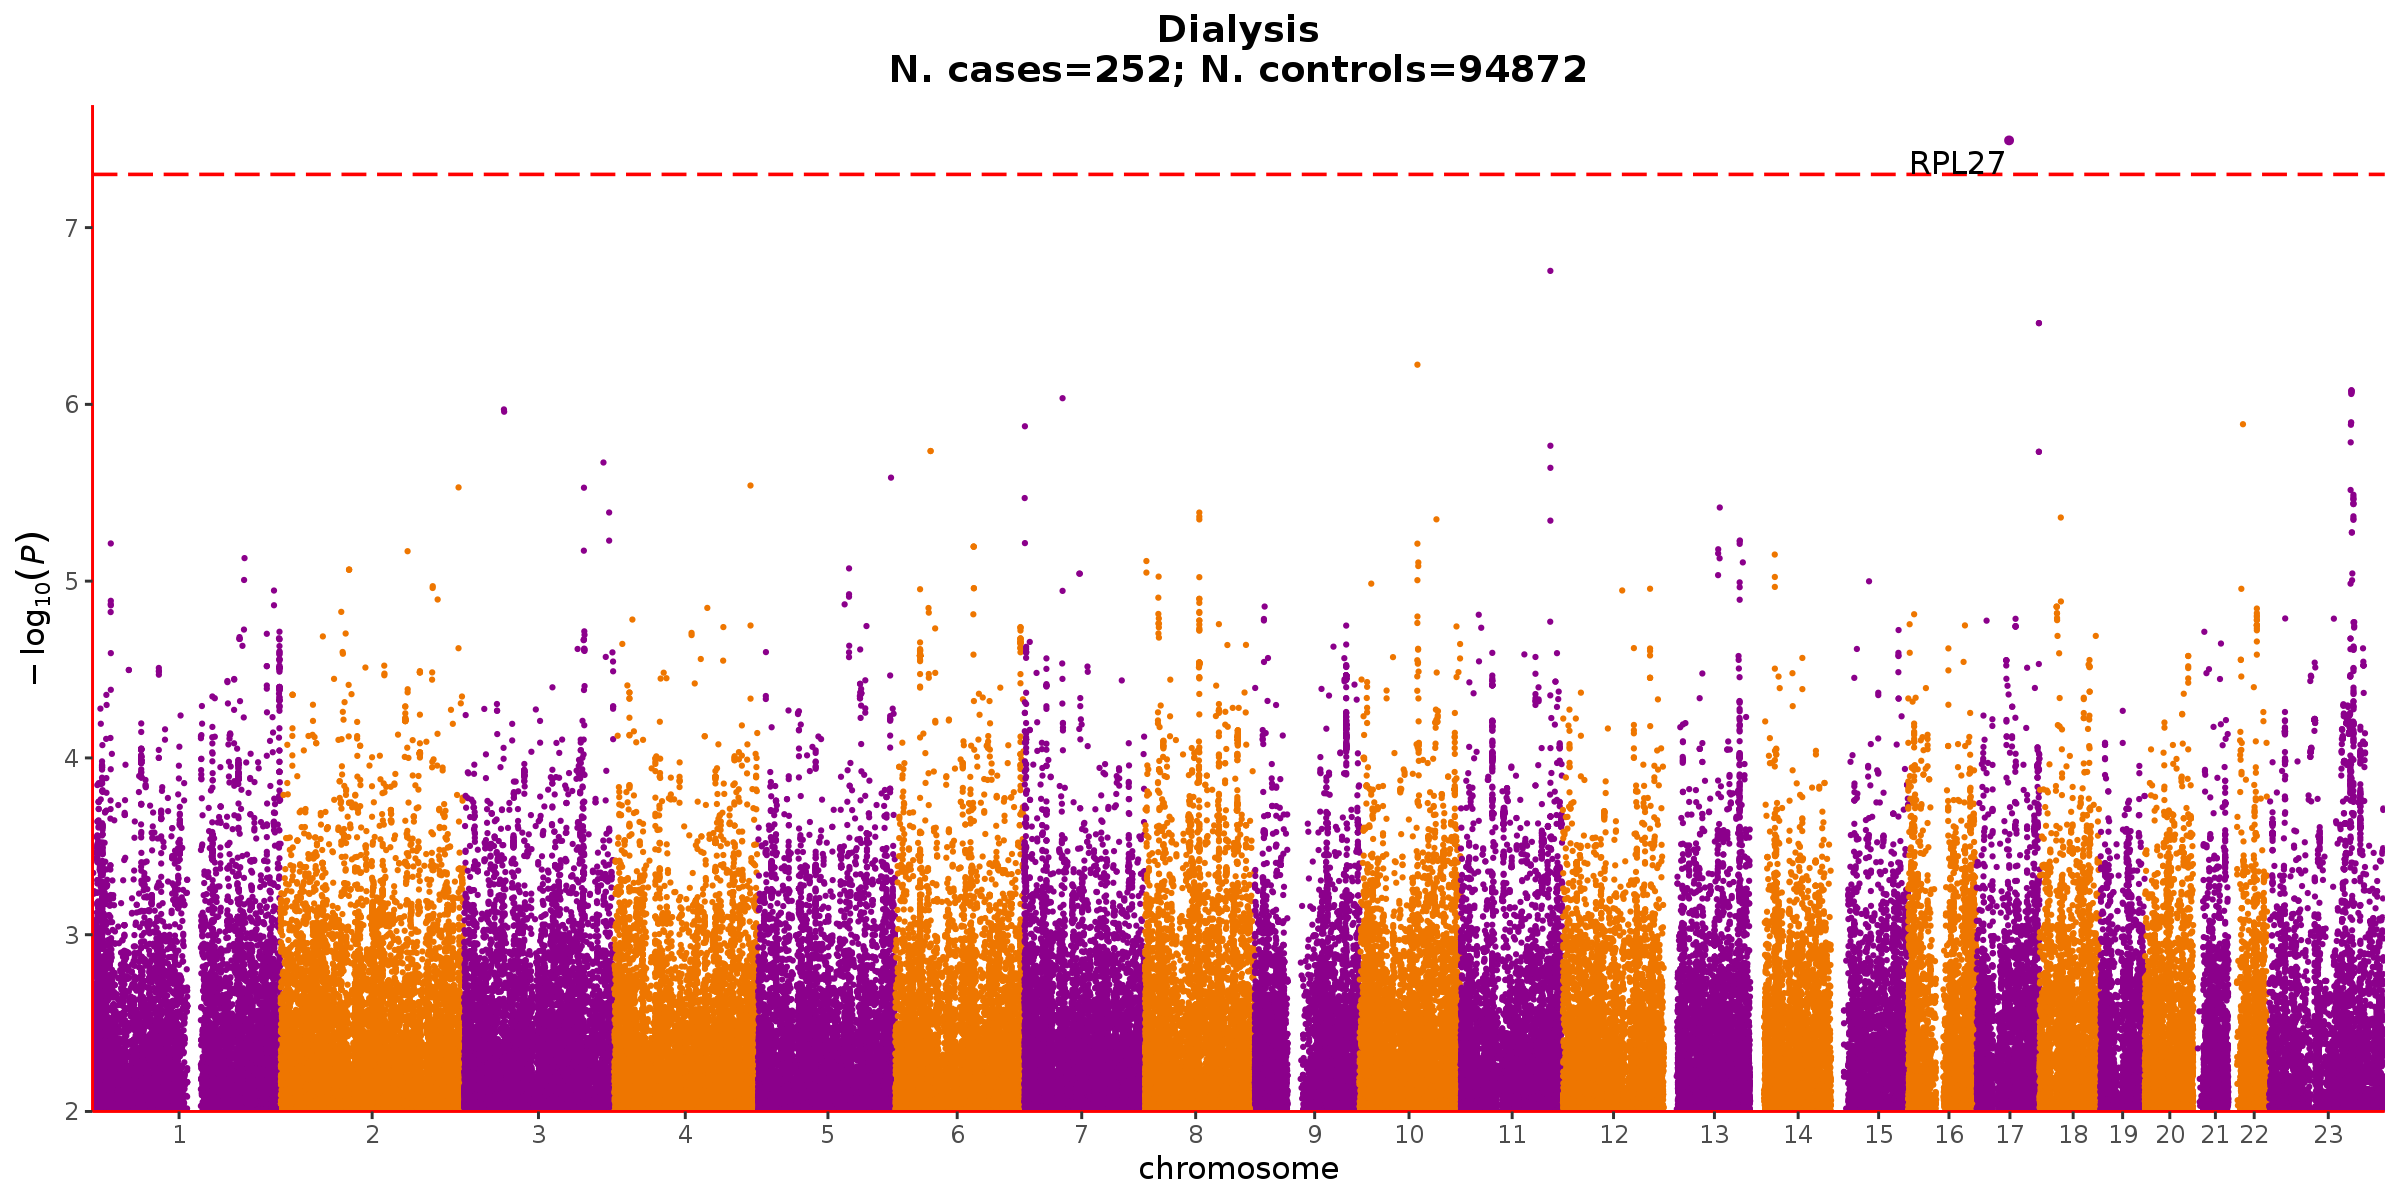 Dialysis
N. cases=252; N. controls=94872
RPL27
7
6
5
4
3
2
−log10(P)
1 2 3 4 5 6 7 8 9 10 11 12 13 14 15 16 17 18 19 20 21 22 23
chromosome